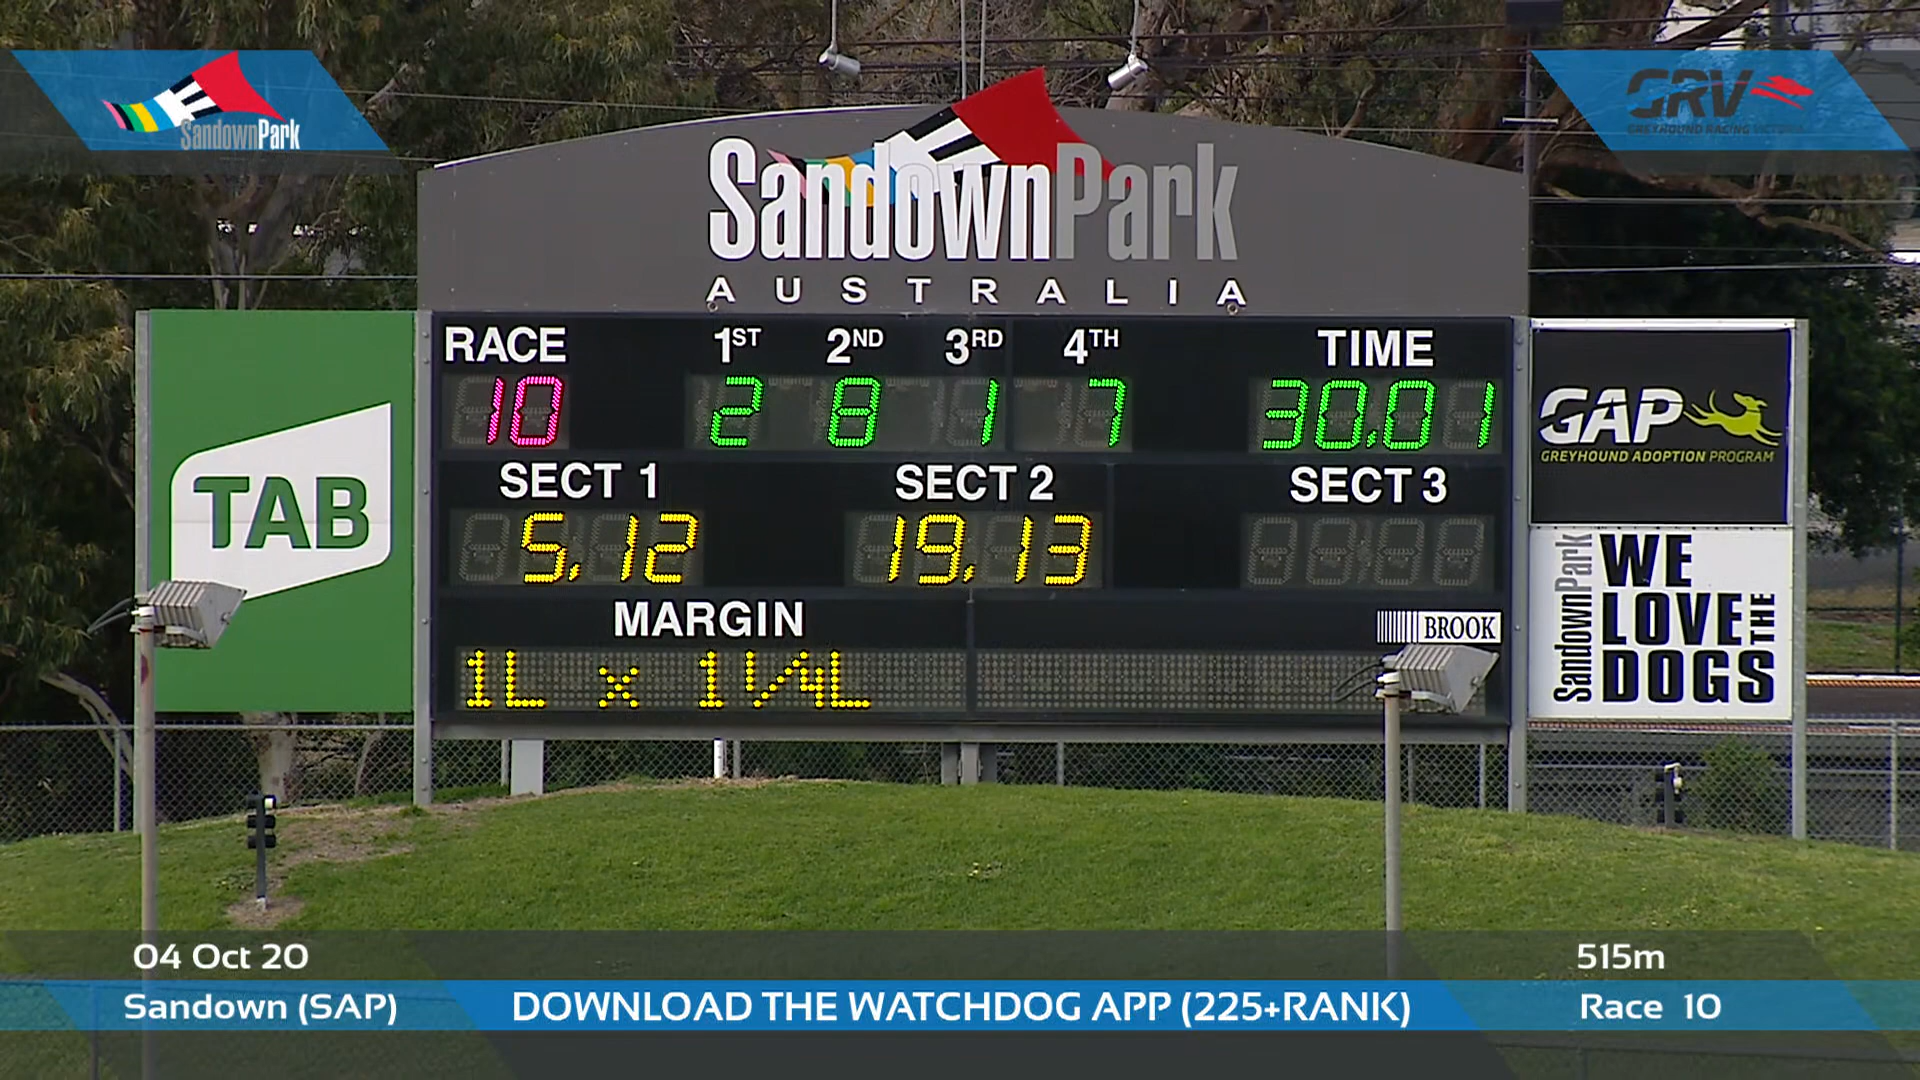 SandownPark
GRV
GREYHOUND RACING VICTORIA
SandownPark
AUSTRALIA
RACE 1ST 2ND 3RD 4TH TIME
10 2 8 1 7 30.01
SECT 1 SECT 2 SECT 3
5.12 19.13
MARGIN
BROOK
1L x 1¼L
TAB
GAP
GREYHOUND ADOPTION PROGRAM
SandownPark
WE
LOVE THE
DOGS
04 Oct 20 515m
Sandown (SAP) DOWNLOAD THE WATCHDOG APP (225+RANK) Race 10